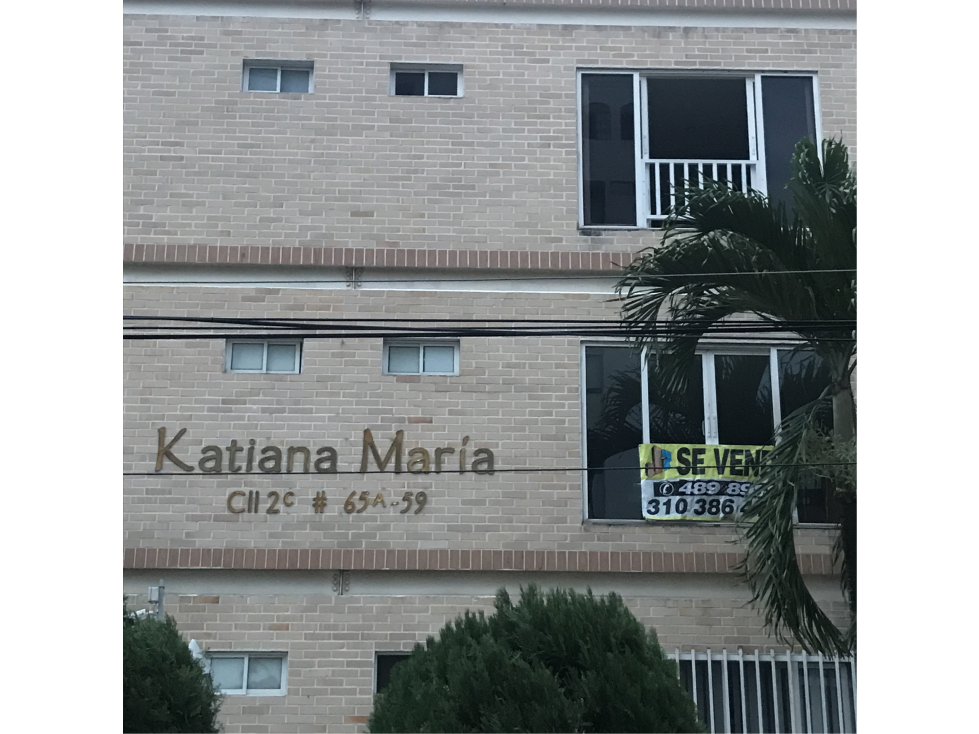 Katiana María
Cll 2C # 65A-59
SE VEN
489 89
310 386